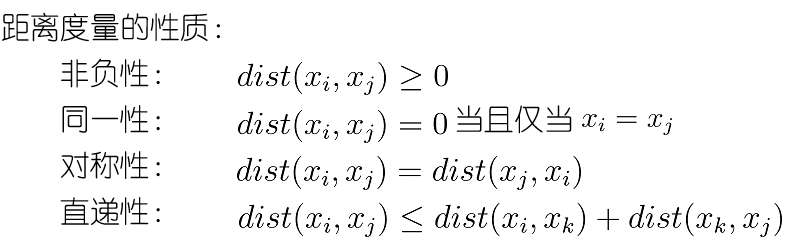 距离度量的性质：
非负性： $dist(x_i, x_j) \geq 0$
同一性： $dist(x_i, x_j) = 0$ 当且仅当 $x_i = x_j$
对称性： $dist(x_i, x_j) = dist(x_j, x_i)$
直递性： $dist(x_i, x_j) \leq dist(x_i, x_k) + dist(x_k, x_j)$